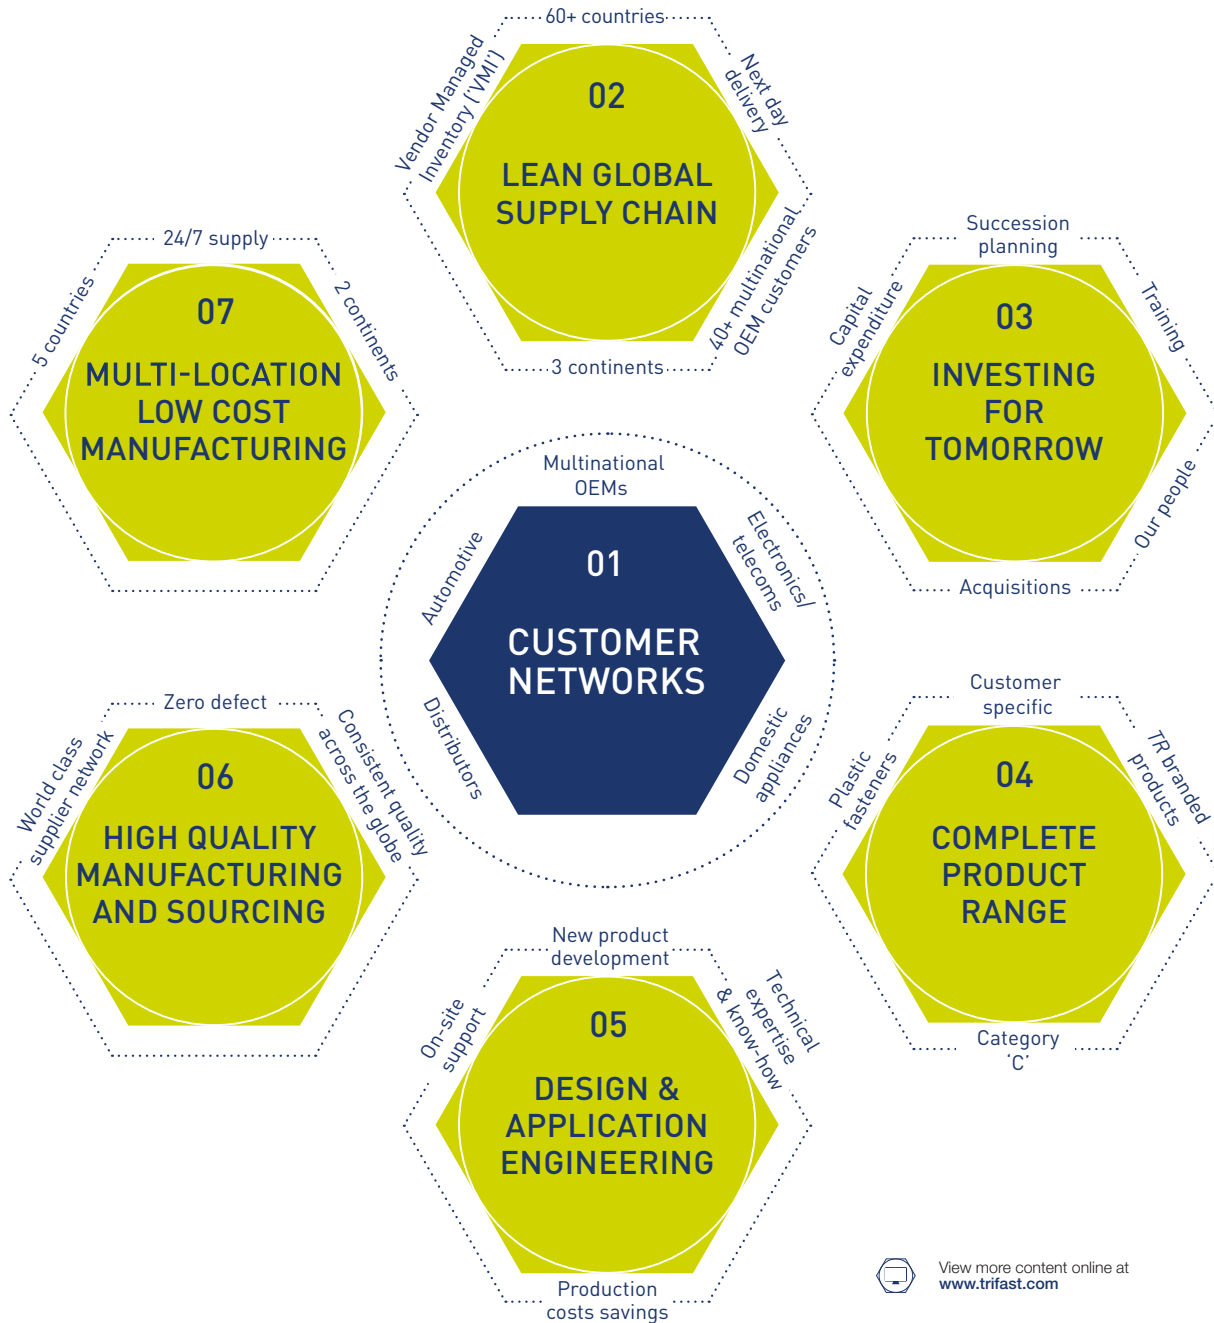 60+ countries
Vendor Managed
Inventory ('VMI')
Next day
delivery
02
LEAN GLOBAL
SUPPLY CHAIN
40+ multinational
OEM customers
3 continents
24/7 supply
5 countries
2 continents
07
MULTI-LOCATION
LOW COST
MANUFACTURING
Succession
planning
Capital
expenditure
Training
03
INVESTING
FOR
TOMORROW
Our people
Acquisitions
Multinational
OEMs
Automotive
Electronics/
telecoms
01
CUSTOMER
NETWORKS
Distributors
Domestic
appliances
Zero defect
World class
supplier network
Consistent quality
across the globe
06
HIGH QUALITY
MANUFACTURING
AND SOURCING
Customer
specific
Plastic
fasteners
TR branded
products
04
COMPLETE
PRODUCT
RANGE
Category
'C'
New product
development
On-site
support
Technical
expertise
& know-how
05
DESIGN &
APPLICATION
ENGINEERING
Production
costs savings
View more content online at
www.trifast.com